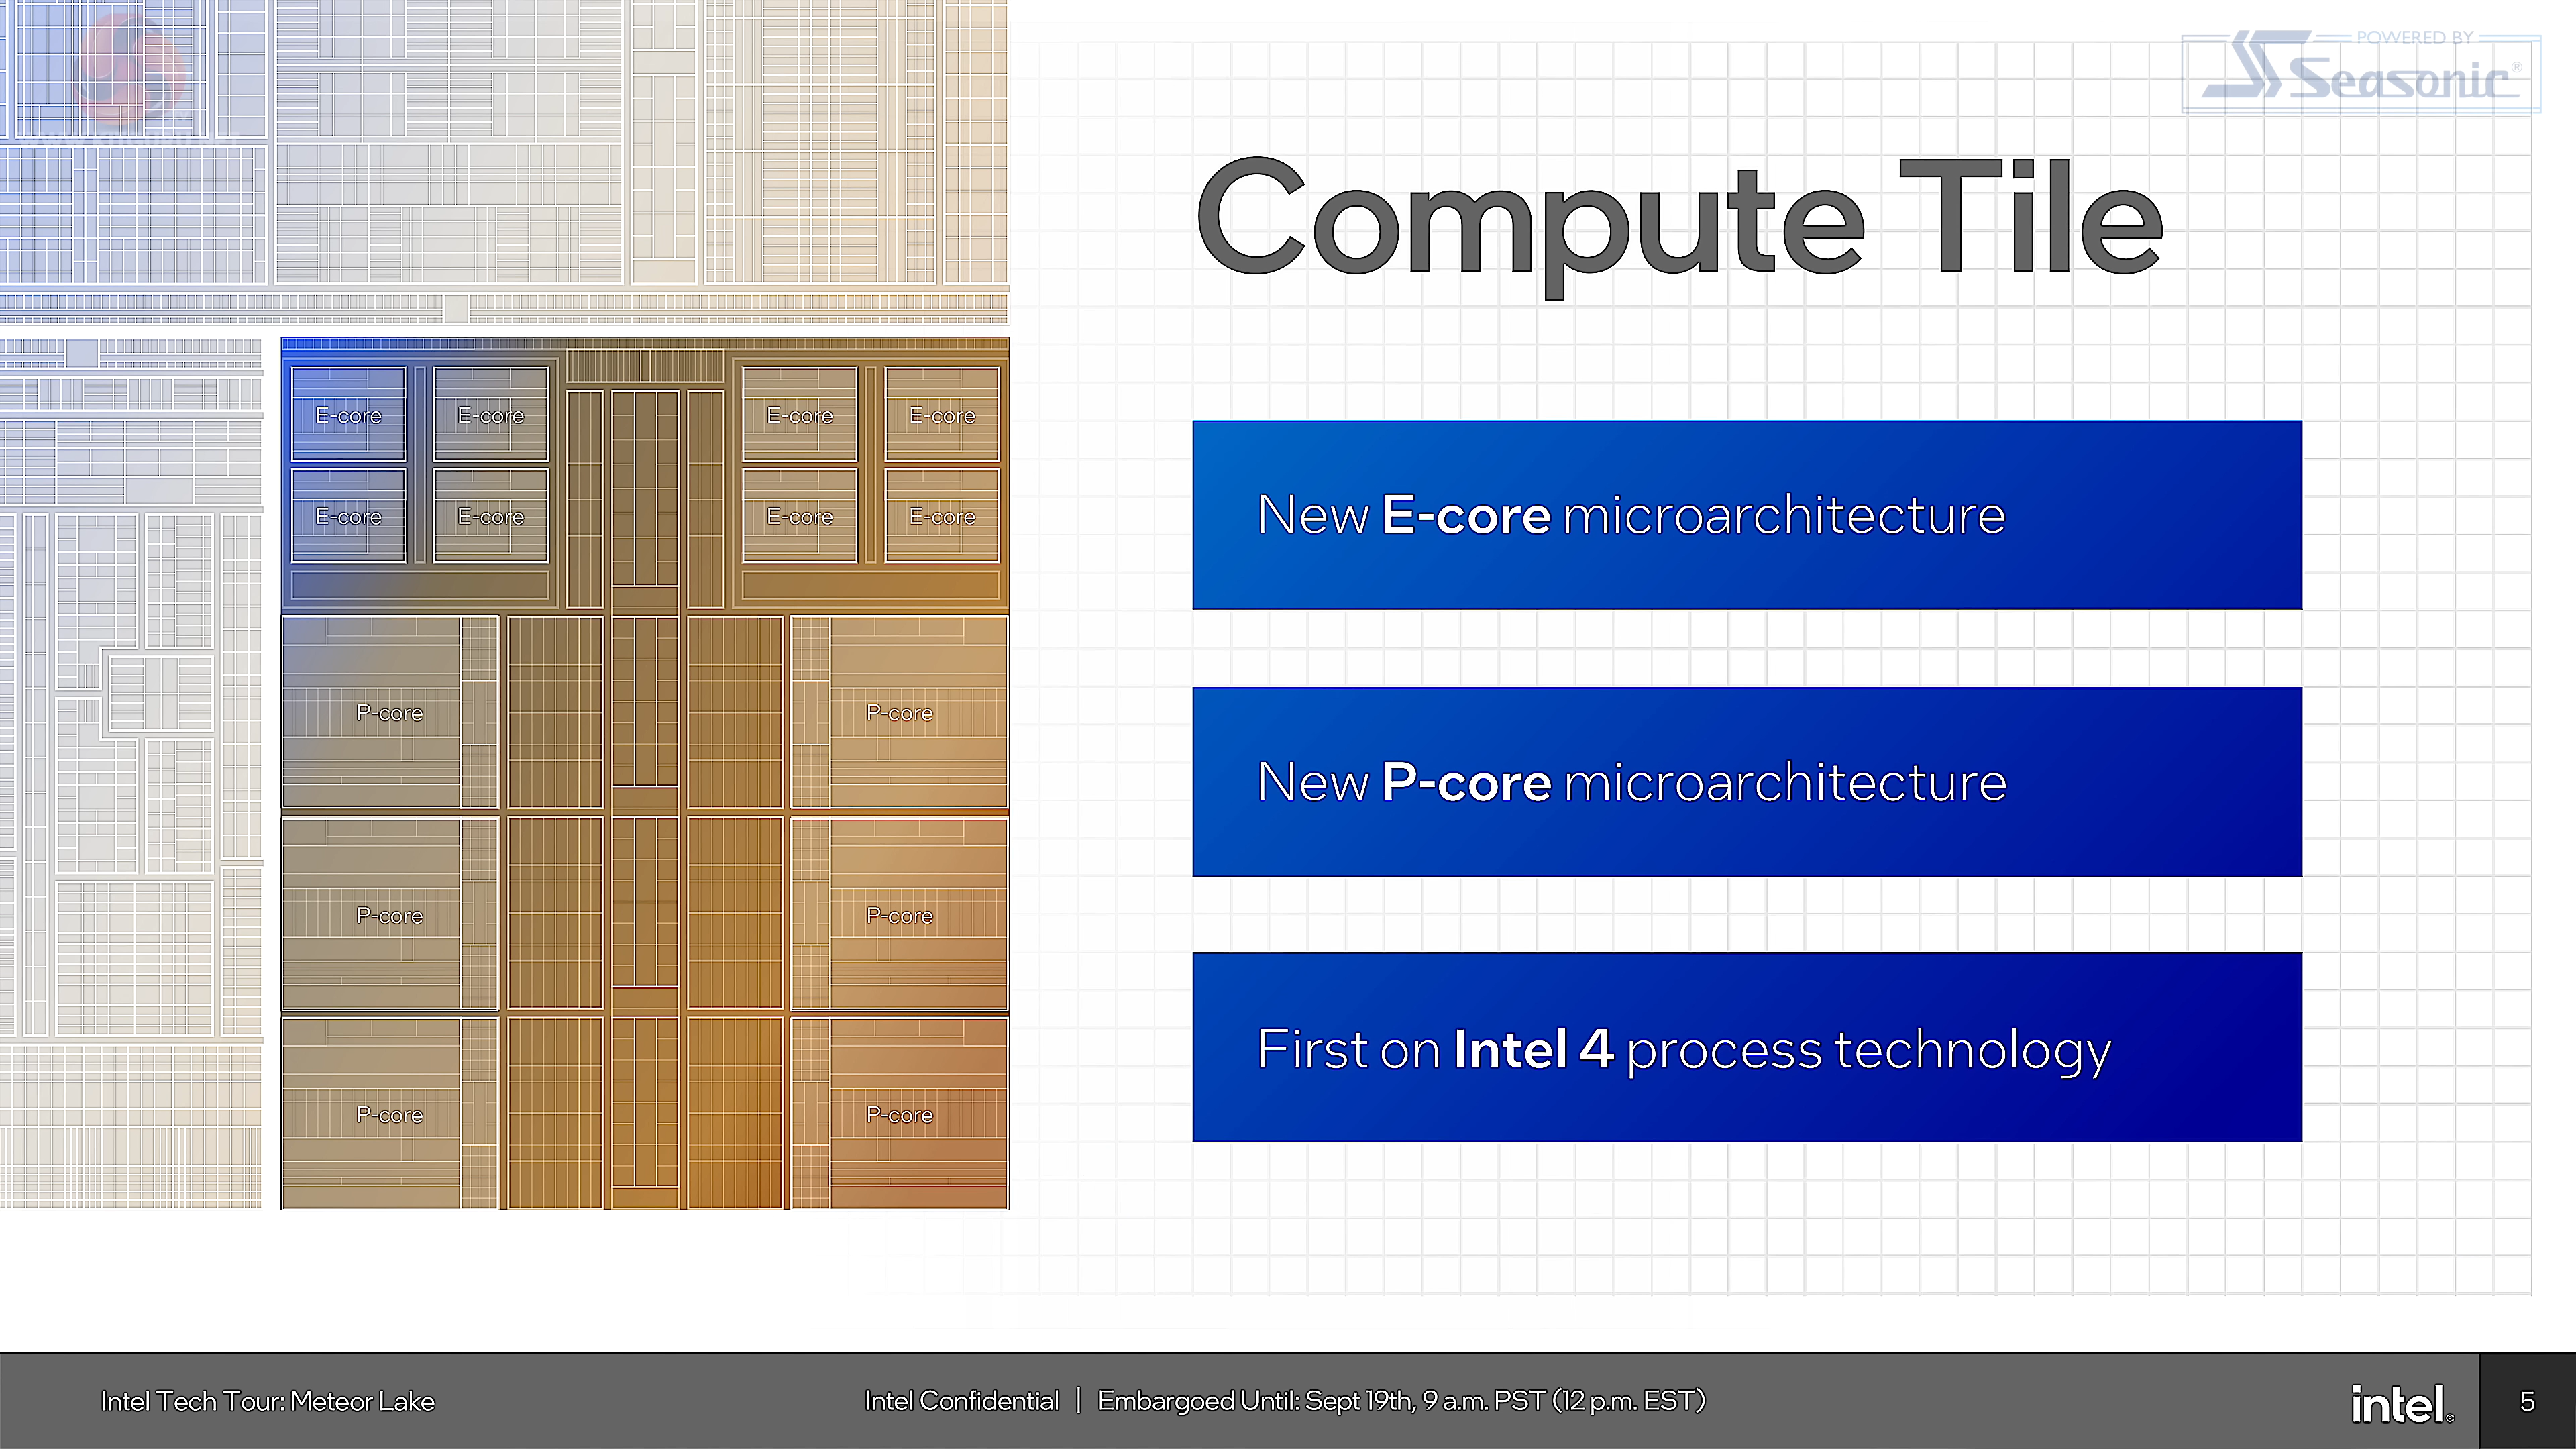 POWERED BY
Seasonic®
Compute Tile
E-core E-core E-core E-core
E-core E-core E-core E-core
P-core P-core
P-core P-core
P-core P-core
New E-core microarchitecture
New P-core microarchitecture
First on Intel 4 process technology
Intel Tech Tour: Meteor Lake
Intel Confidential | Embargoed Until: Sept 19th, 9 a.m. PST (12 p.m. EST)
intel®
5